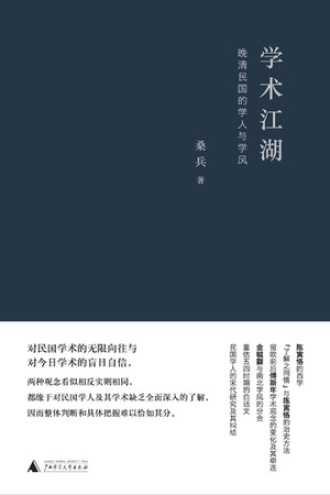 学术江湖
晚清民国的学人与学风
桑兵 著
对民国学术的无限向往与
对今日学术的盲目自信，
两种观念看似相反实则相同，
都缘于对民国学人及其学术缺乏全面深入的了解，
因而整体判断和具体把握难以恰如其分。
陈寅恪的西学
“了解之同情”与陈寅恪的治史方法
留欧前后傅斯年学术观念的变化及其牵连
金毓黻与南北学风的分合
重估五四时期的白话文
民国学人的宋代研究及其纠结
广西师范大学出版社